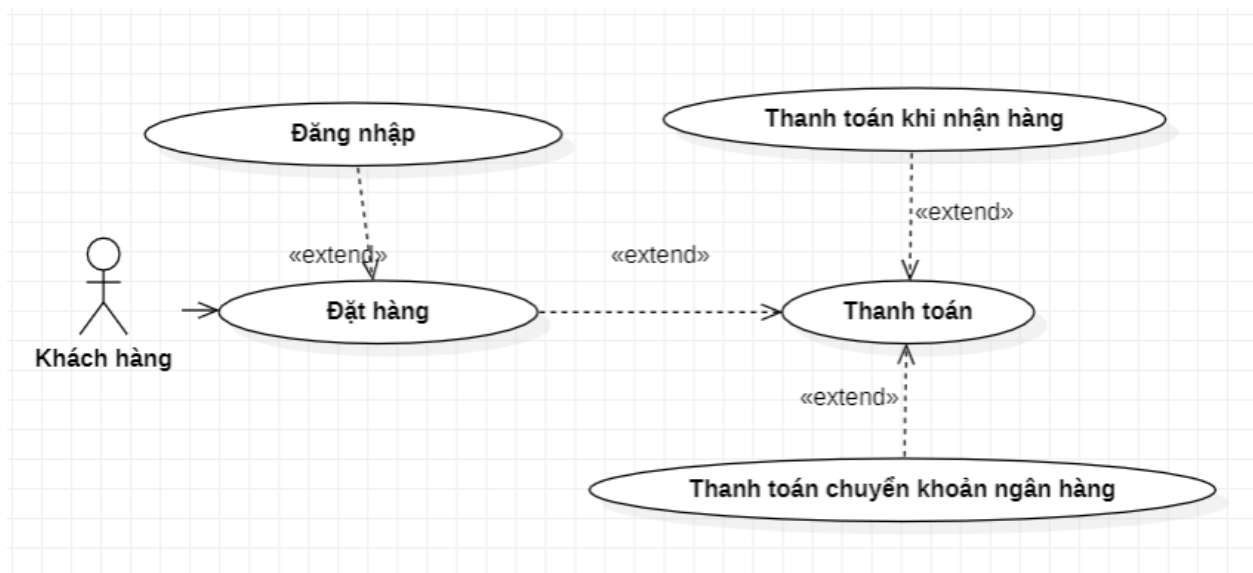 Thanh toán khi nhận hàng
Đăng nhập
«extend»
«extend»
«extend»
Đặt hàng
Thanh toán
Khách hàng
«extend»
Thanh toán chuyển khoản ngân hàng